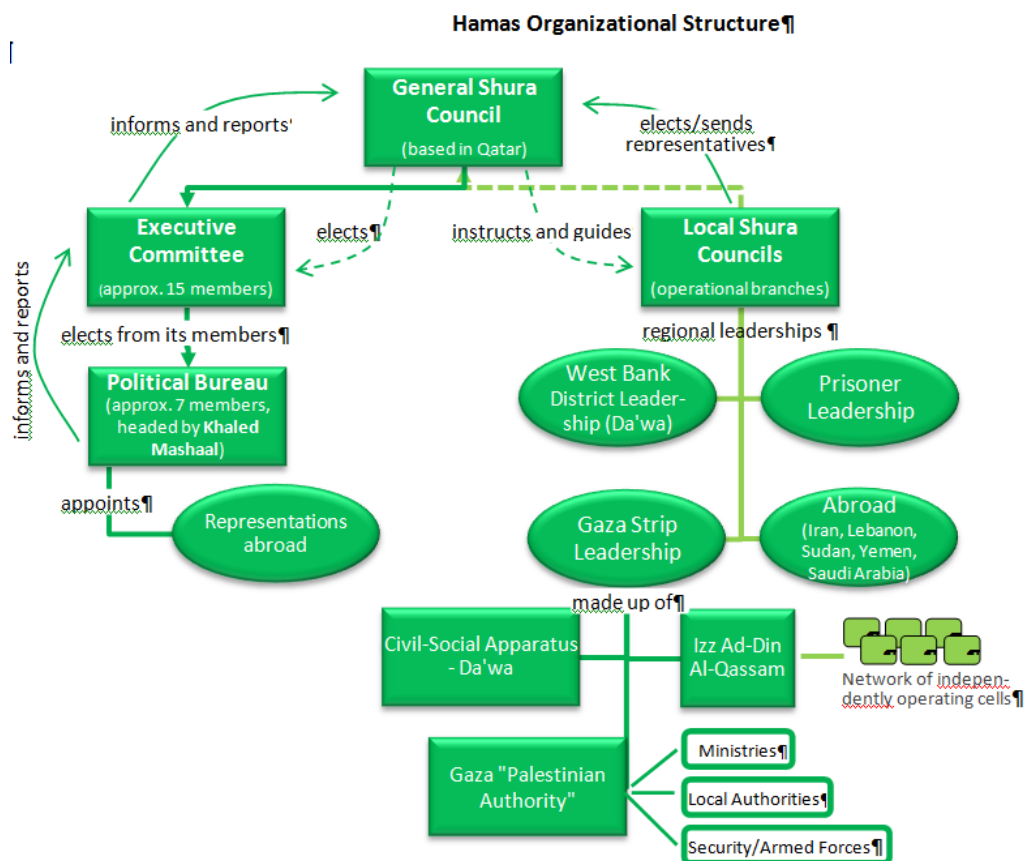 Hamas Organizational Structure¶
General Shura
Council
(based in Qatar)
informs and reports'
elects/sends
representatives¶
Executive
Committee
(approx. 15 members)
elects¶
instructs and guides
Local Shura
Councils
(operational branches)
informs and reports
elects from its members¶
regional leaderships ¶
Political Bureau
(approx. 7 members,
headed by Khaled
Mashaal)
West Bank
District Leader-
ship (Da'wa)
Prisoner
Leadership
appoints¶
Representations
abroad
Gaza Strip
Leadership
Abroad
(Iran, Lebanon,
Sudan, Yemen,
Saudi Arabia)
made up of¶
Civil-Social Apparatus
- Da'wa
Izz Ad-Din
Al-Qassam
Network of indepen-
dently operating cells¶
Gaza "Palestinian
Authority"
Ministries¶
Local Authorities¶
Security/Armed Forces¶